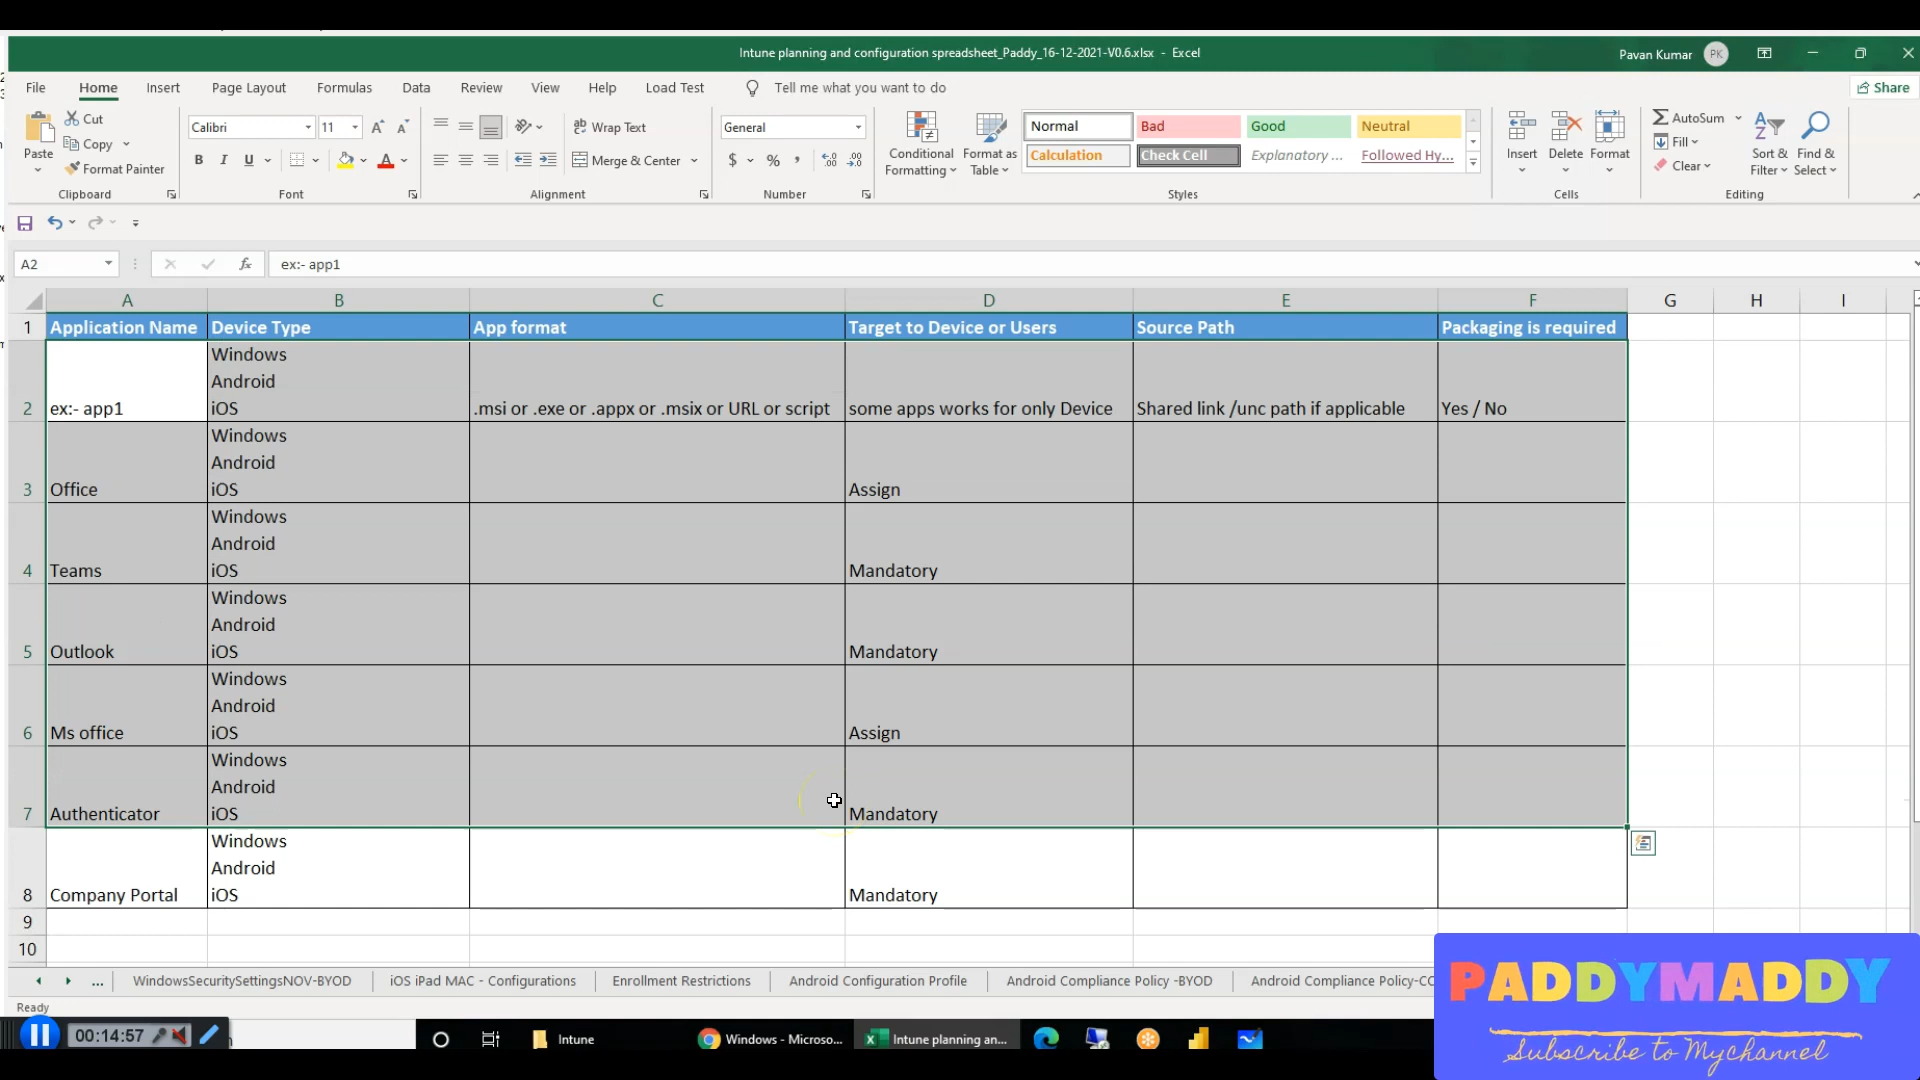 Intune planning and configuration spreadsheet_Paddy_16-12-2021-V0.6.xlsx - Excel
Pavan Kumar PK
File Home Insert Page Layout Formulas Data Review View Help Load Test Tell me what you want to do Share
Paste
Cut
Copy
Format Painter
Clipboard
Calibri 11
B I U A
Font
Wrap Text
Merge & Center
Alignment
General
$ % ,
Number
Conditional Formatting
Format as Table
Normal Bad Good Neutral
Calculation Check Cell Explanatory ... Followed Hy...
Styles
Insert Delete Format
Cells
AutoSum
Fill
Clear
Sort & Filter
Find & Select
Editing
A2 fx ex:- app1
A B C D E F G H I
1 Application Name Device Type App format Target to Device or Users Source Path Packaging is required
Windows
Android
2 ex:- app1 iOS .msi or .exe or .appx or .msix or URL or script some apps works for only Device Shared link /unc path if applicable Yes / No
Windows
Android
3 Office iOS Assign
Windows
Android
4 Teams iOS Mandatory
Windows
Android
5 Outlook iOS Mandatory
Windows
Android
6 Ms office iOS Assign
Windows
Android
7 Authenticator iOS Mandatory
Windows
Android
8 Company Portal iOS Mandatory
9
10
... WindowsSecuritySettingsNOV-BYOD iOS iPad MAC - Configurations Enrollment Restrictions Android Configuration Profile Android Compliance Policy -BYOD Android Compliance Policy-CO
Ready
00:14:57 Intune Windows - Microso... Intune planning an...
PADDYMADDY
Subscribe to Mychannel